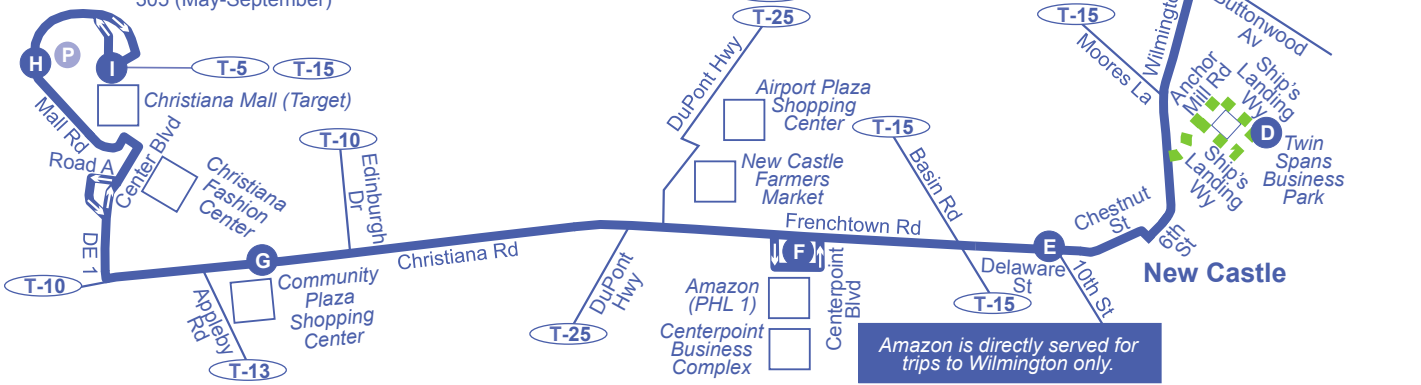 305 (May-September)
H
P
I
T-5
T-15
Christiana Mall (Target)
Mall Rd
Road A
Center Blvd
Christiana
Fashion
Center
DE 1
T-10
T-10
Edinburgh
Dr
G
Community
Plaza
Shopping
Center
Appleby
Rd
T-13
Christiana Rd
T-25
DuPont Hwy
Airport Plaza
Shopping
Center
New Castle
Farmers
Market
T-15
Basin Rd
Frenchtown Rd
DuPont
Hwy
T-25
F
Amazon
(PHL 1)
Centerpoint
Business
Complex
Centerpoint
Blvd
Delaware
St
T-15
E
10th St
Chestnut
St
6th
St
New Castle
T-15
Moores La
Wilmingt
Buttonwood
Av
Anchor
Mill Rd
Ship's
Landing
Wy
D
Twin
Spans
Business
Park
Ship's
Landing
Wy
Amazon is directly served for
trips to Wilmington only.